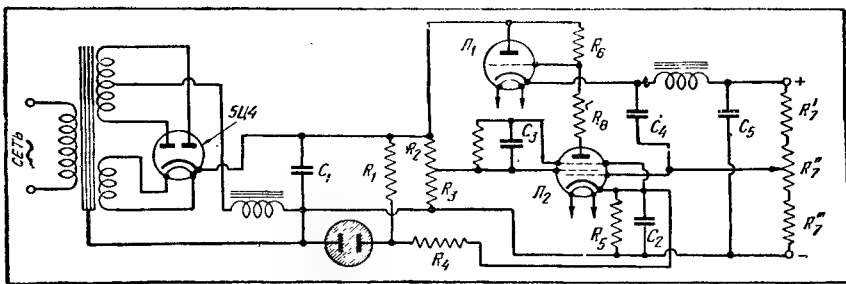 СЕТЬ
5Ц4
C₁
R₁
R₂
R₃
R₄
C₃
Л₁
Л₂
R₆
R₈
R₅
C₂
C₄
C₅
+
R₇'
R₇"
R₇'"
-